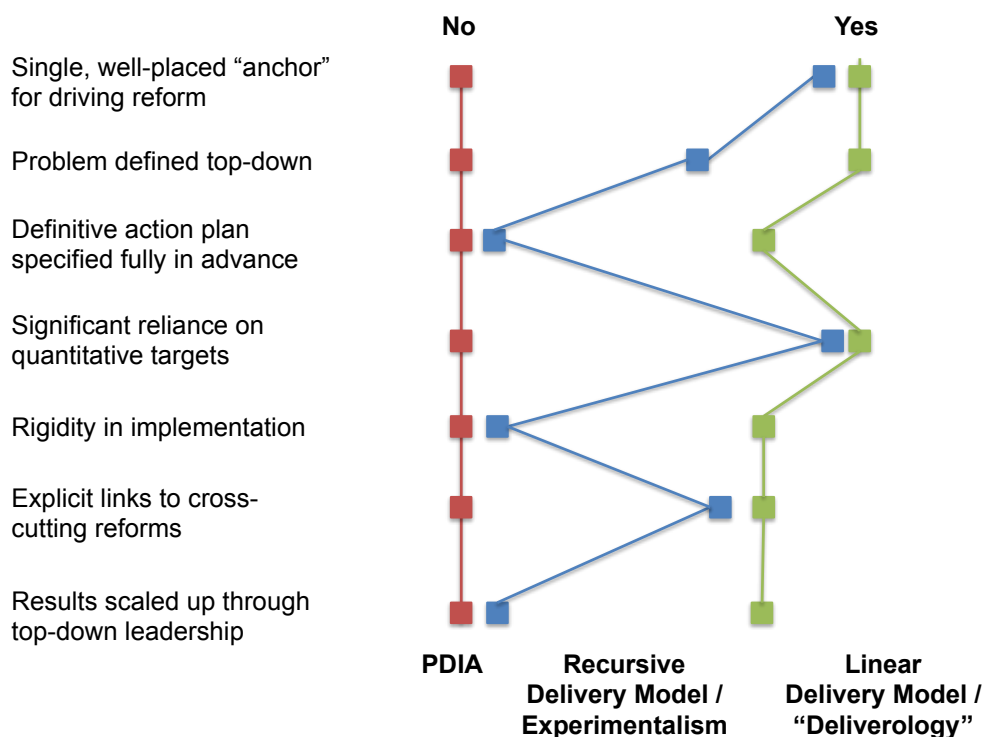 No
Yes
Single, well-placed “anchor”
for driving reform
Problem defined top-down
Definitive action plan
specified fully in advance
Significant reliance on
quantitative targets
Rigidity in implementation
Explicit links to cross-
cutting reforms
Results scaled up through
top-down leadership
PDIA
Recursive
Delivery Model /
Experimentalism
Linear
Delivery Model /
“Deliverology”